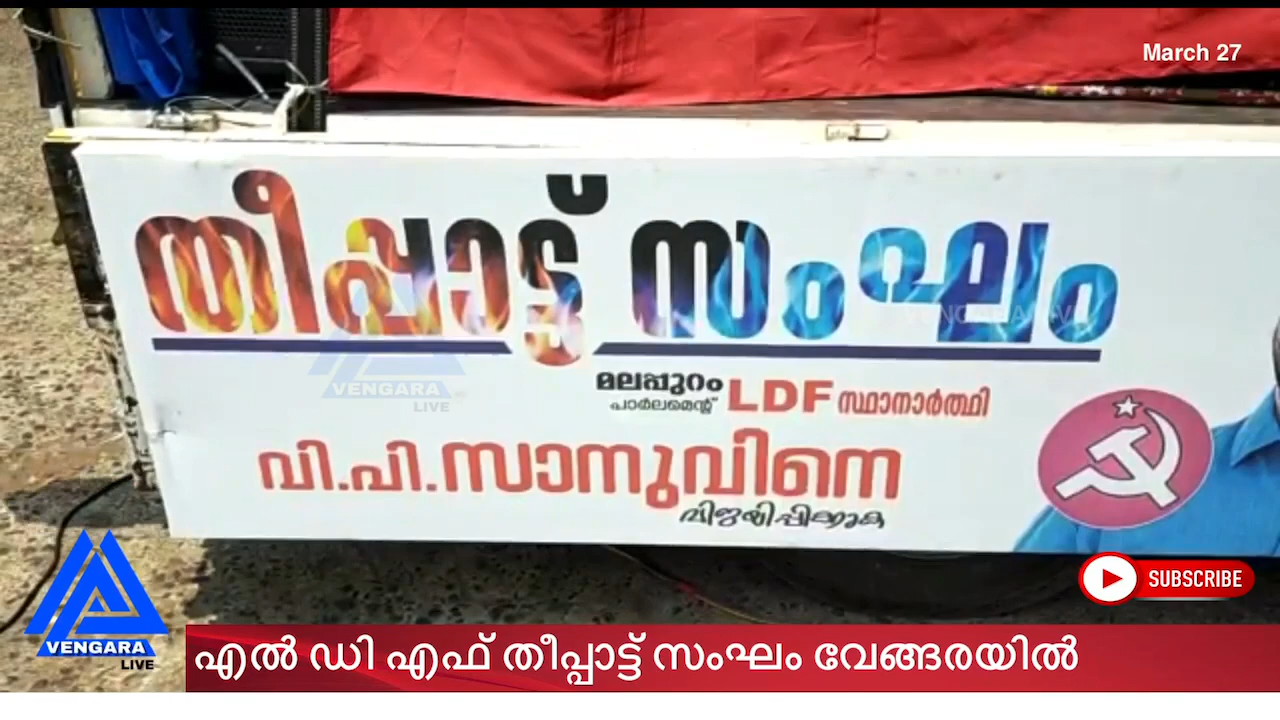 March 27
തീപ്പാട്ട് സംഘം
VENGARA
LIVE
മലപ്പുറം
പാർലമെന്റ് LDF സ്ഥാനാർത്ഥി
വി.പി.സാനുവിനെ
വിജയിപ്പിക്കുക
SUBSCRIBE
VENGARA
LIVE
എൽ ഡി എഫ് തീപ്പാട്ട് സംഘം വേങ്ങരയിൽ